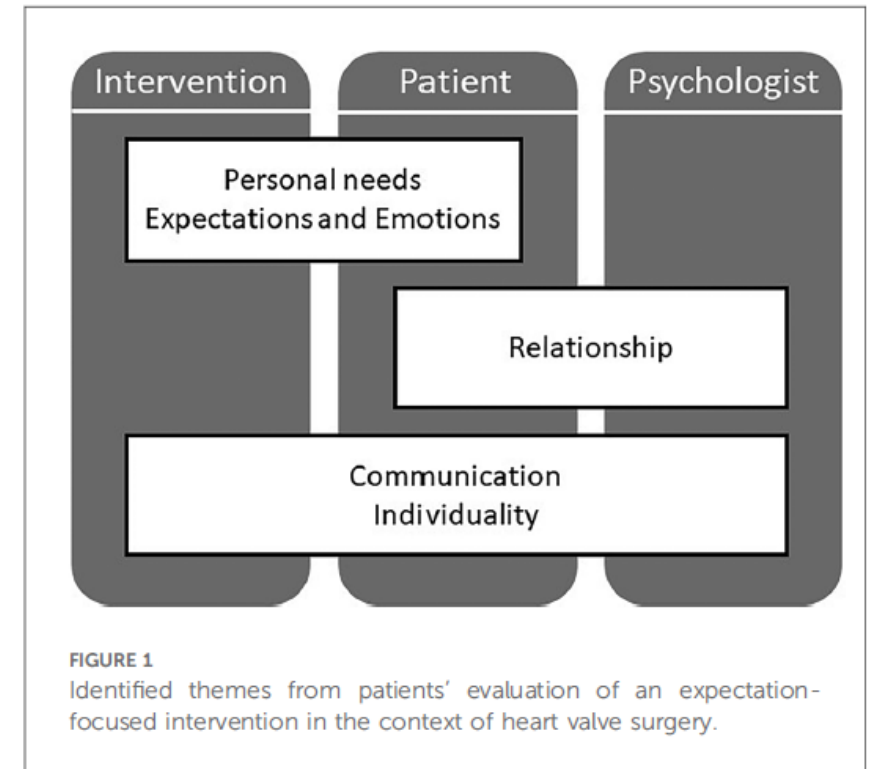 Intervention Patient Psychologist
Personal needs
Expectations and Emotions
Relationship
Communication
Individuality
FIGURE 1
Identified themes from patients’ evaluation of an expectation-
focused intervention in the context of heart valve surgery.